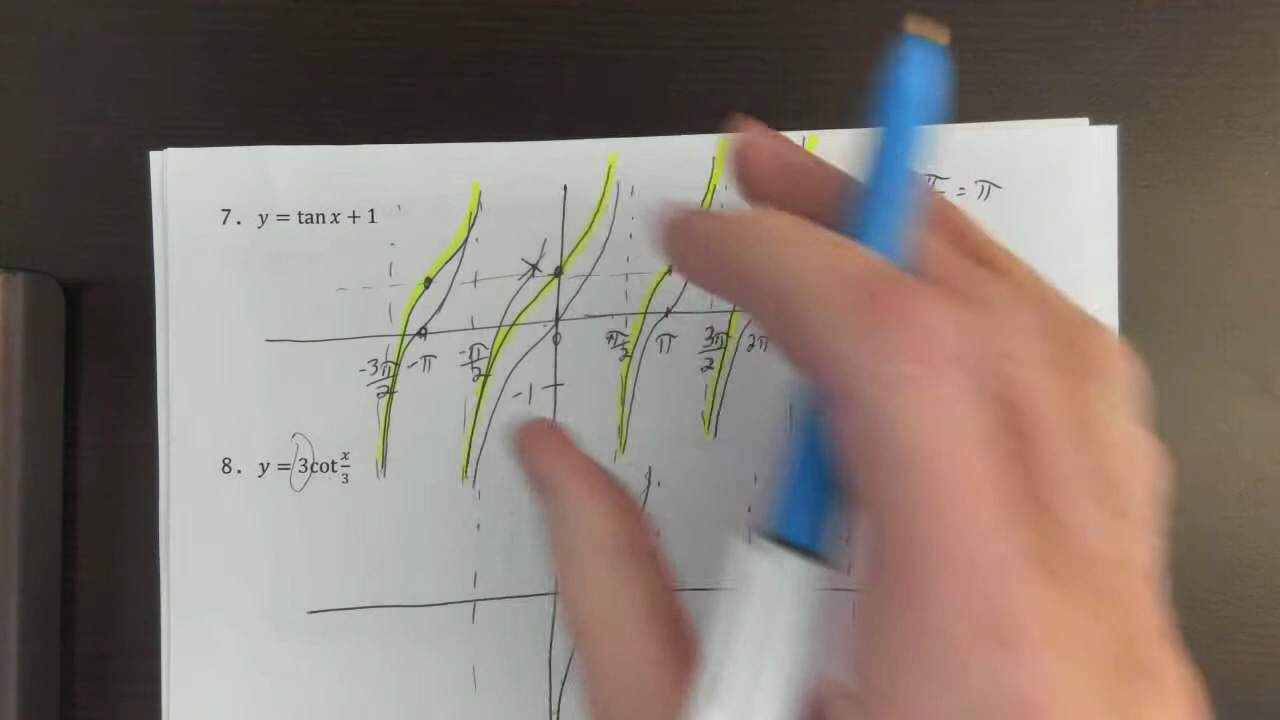 7. y = tan x + 1
= π
-3π/2 -π -π/2 0 π/2 π 3π/2 2π
-1
8. y = 3cot x/3